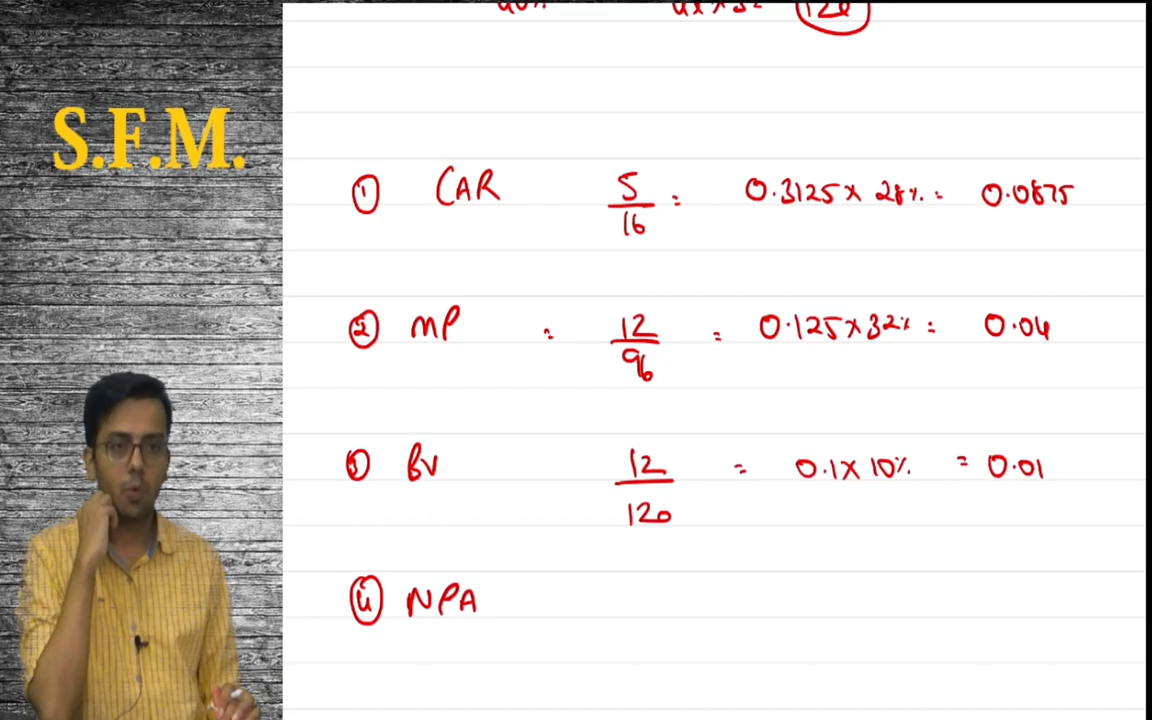 S.F.M.
① CAR 5/16 = 0.3125 x 28% = 0.0875
② MP = 12/96 = 0.125 x 32% = 0.04
③ BV 12/120 = 0.1 x 10% = 0.01
④ NPA